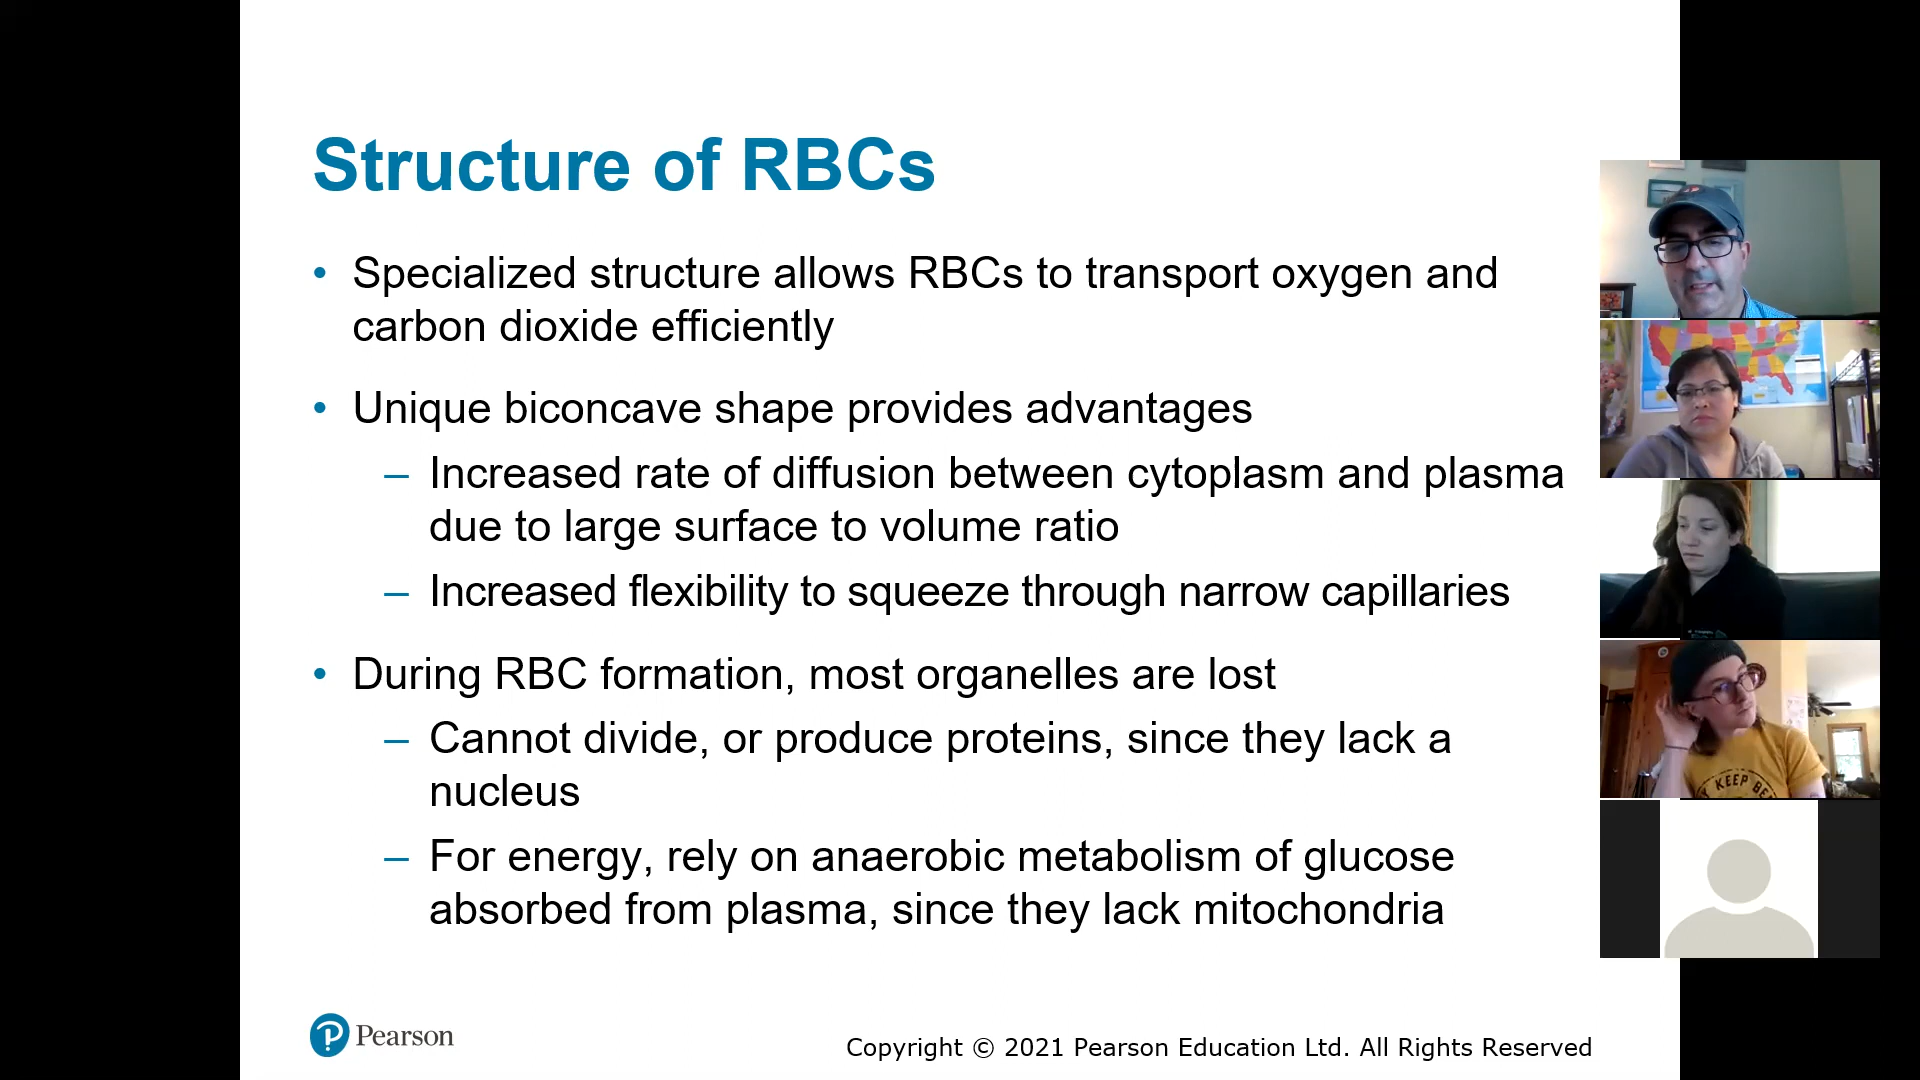 Structure of RBCs
• Specialized structure allows RBCs to transport oxygen and
carbon dioxide efficiently
• Unique biconcave shape provides advantages
– Increased rate of diffusion between cytoplasm and plasma
due to large surface to volume ratio
– Increased flexibility to squeeze through narrow capillaries
• During RBC formation, most organelles are lost
– Cannot divide, or produce proteins, since they lack a
nucleus
– For energy, rely on anaerobic metabolism of glucose
absorbed from plasma, since they lack mitochondria
KEEP
Pearson
Copyright © 2021 Pearson Education Ltd. All Rights Reserved